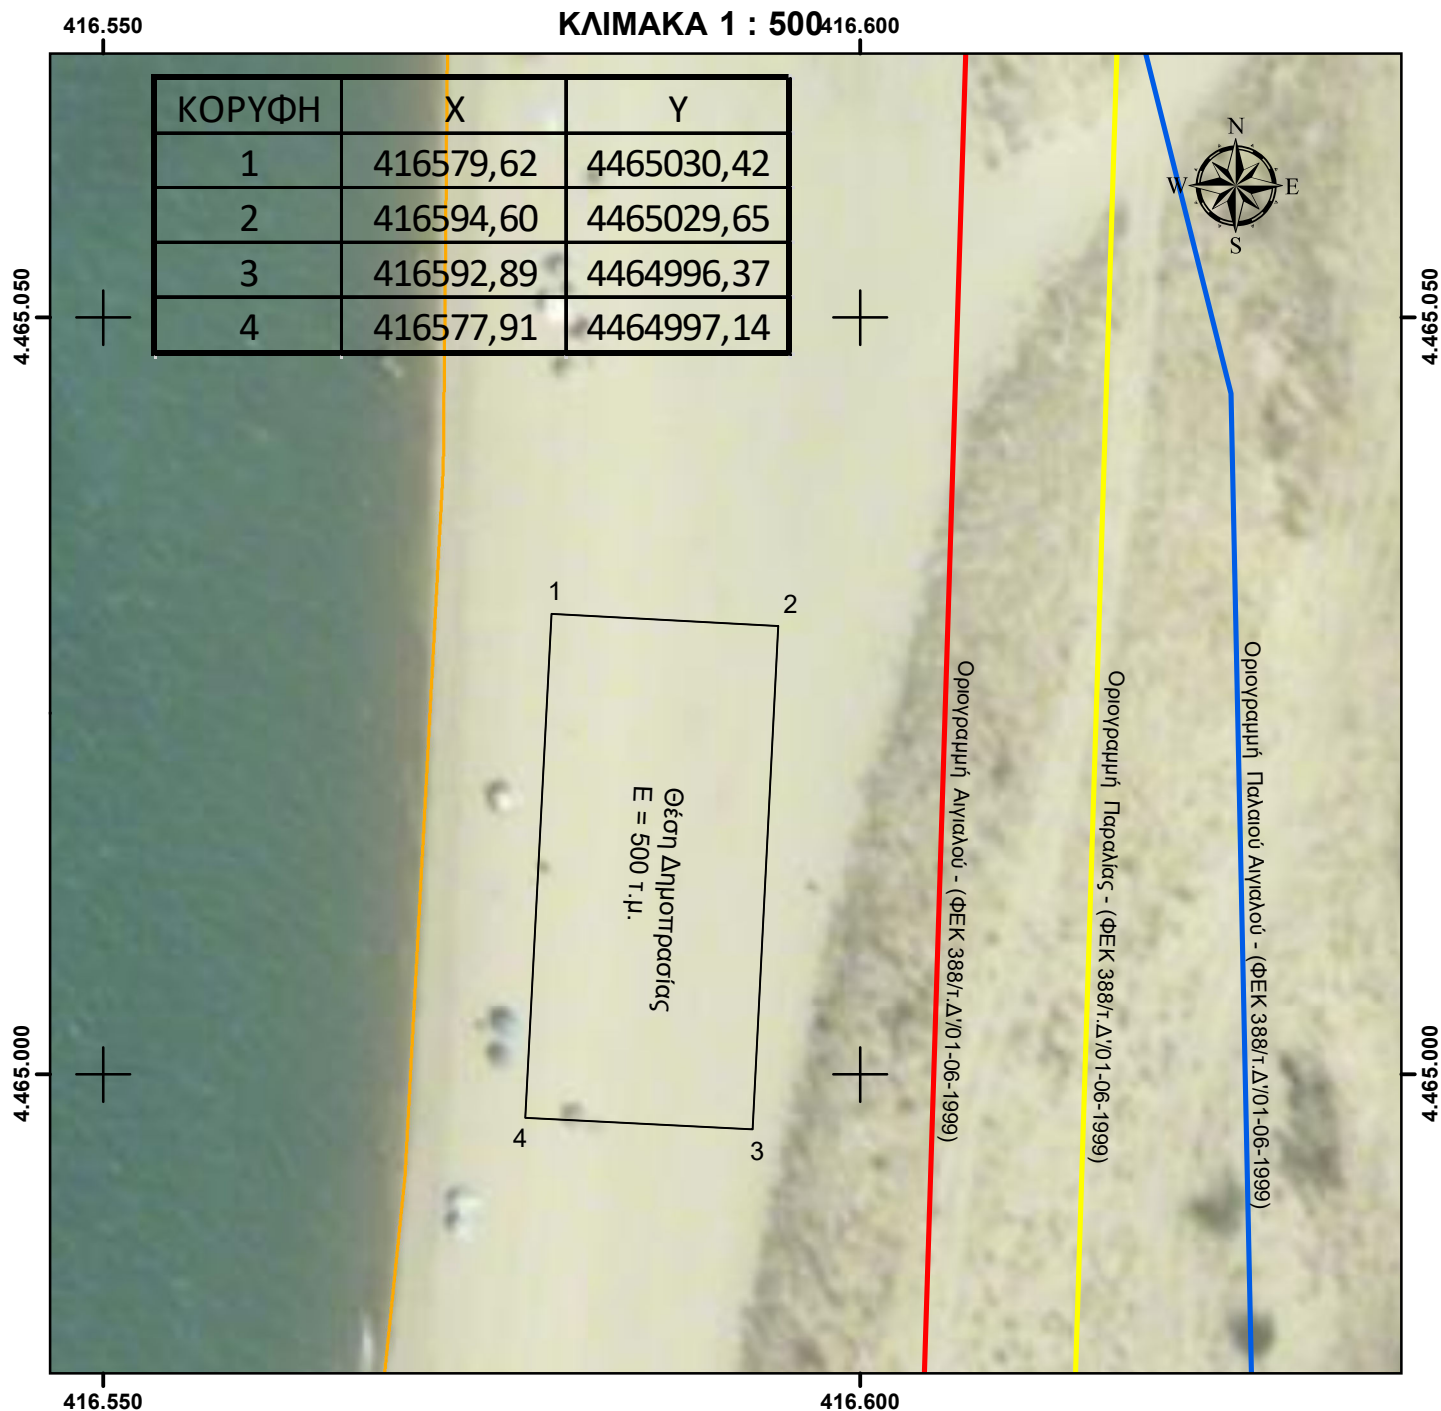 ΚΛΙΜΑΚΑ 1 : 500
416.550
416.600
ΚΟΡΥΦΗ X Y
1 416579,62 4465030,42
2 416594,60 4465029,65
3 416592,89 4464996,37
4 416577,91 4464997,14
N
W E
S
4.465.050
4.465.050
1
2
Θέση Δημοπρασίας
Ε = 500 τ.μ.
Οριογραμμή Αιγιαλού - (ΦΕΚ 388/τ.Δ'/01-06-1999)
Οριογραμμή Παραλίας - (ΦΕΚ 388/τ.Δ'/01-06-1999)
Οριογραμμή Παλαιού Αιγιαλού - (ΦΕΚ 388/τ.Δ'/01-06-1999)
4.465.000
4.465.000
4
3
416.550
416.600